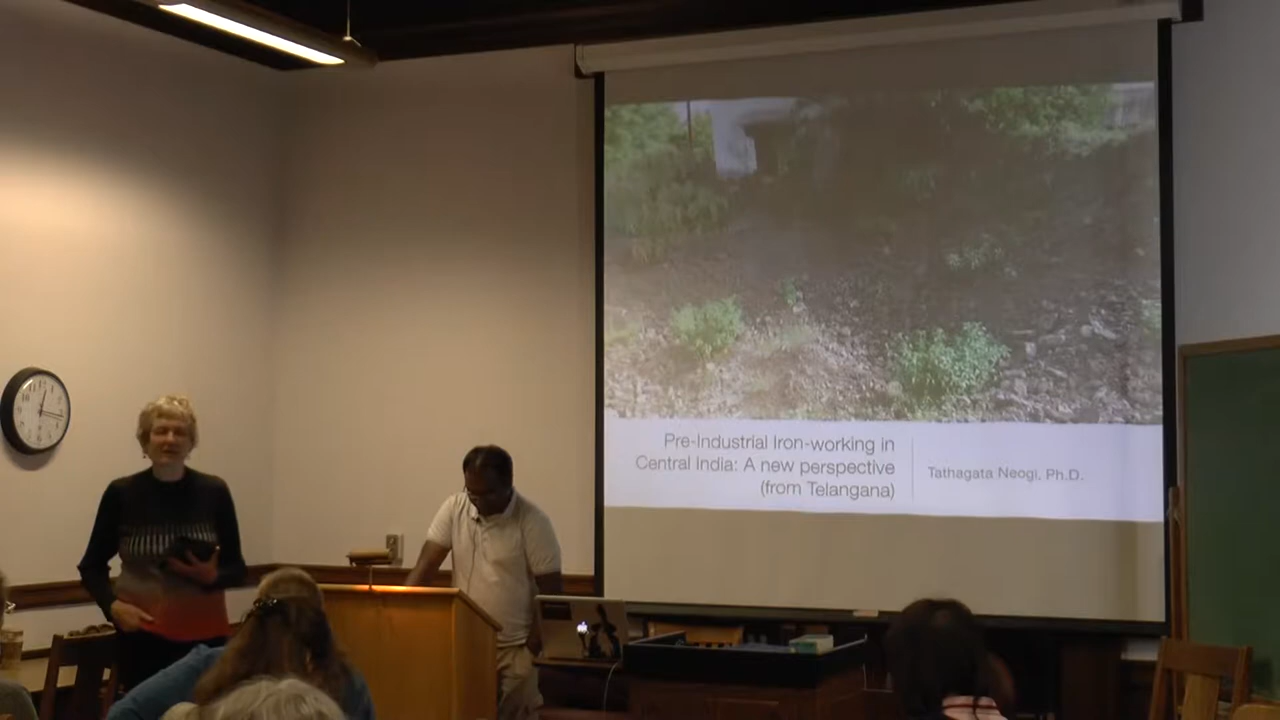 Pre-Industrial Iron-working in
Central India: A new perspective
(from Telangana)
Tathagata Neogi, Ph.D.